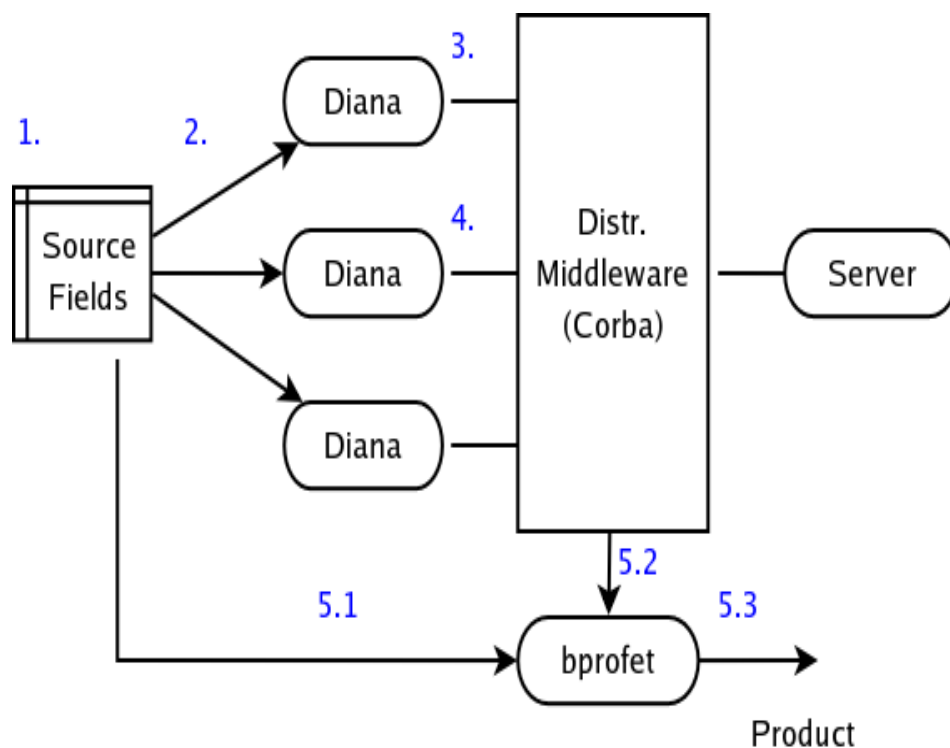 3.
Diana
1.
2.
4.
Source
Fields
Diana
Distr.
Middleware
(Corba)
Server
Diana
5.2
5.1
5.3
bprofet
Product